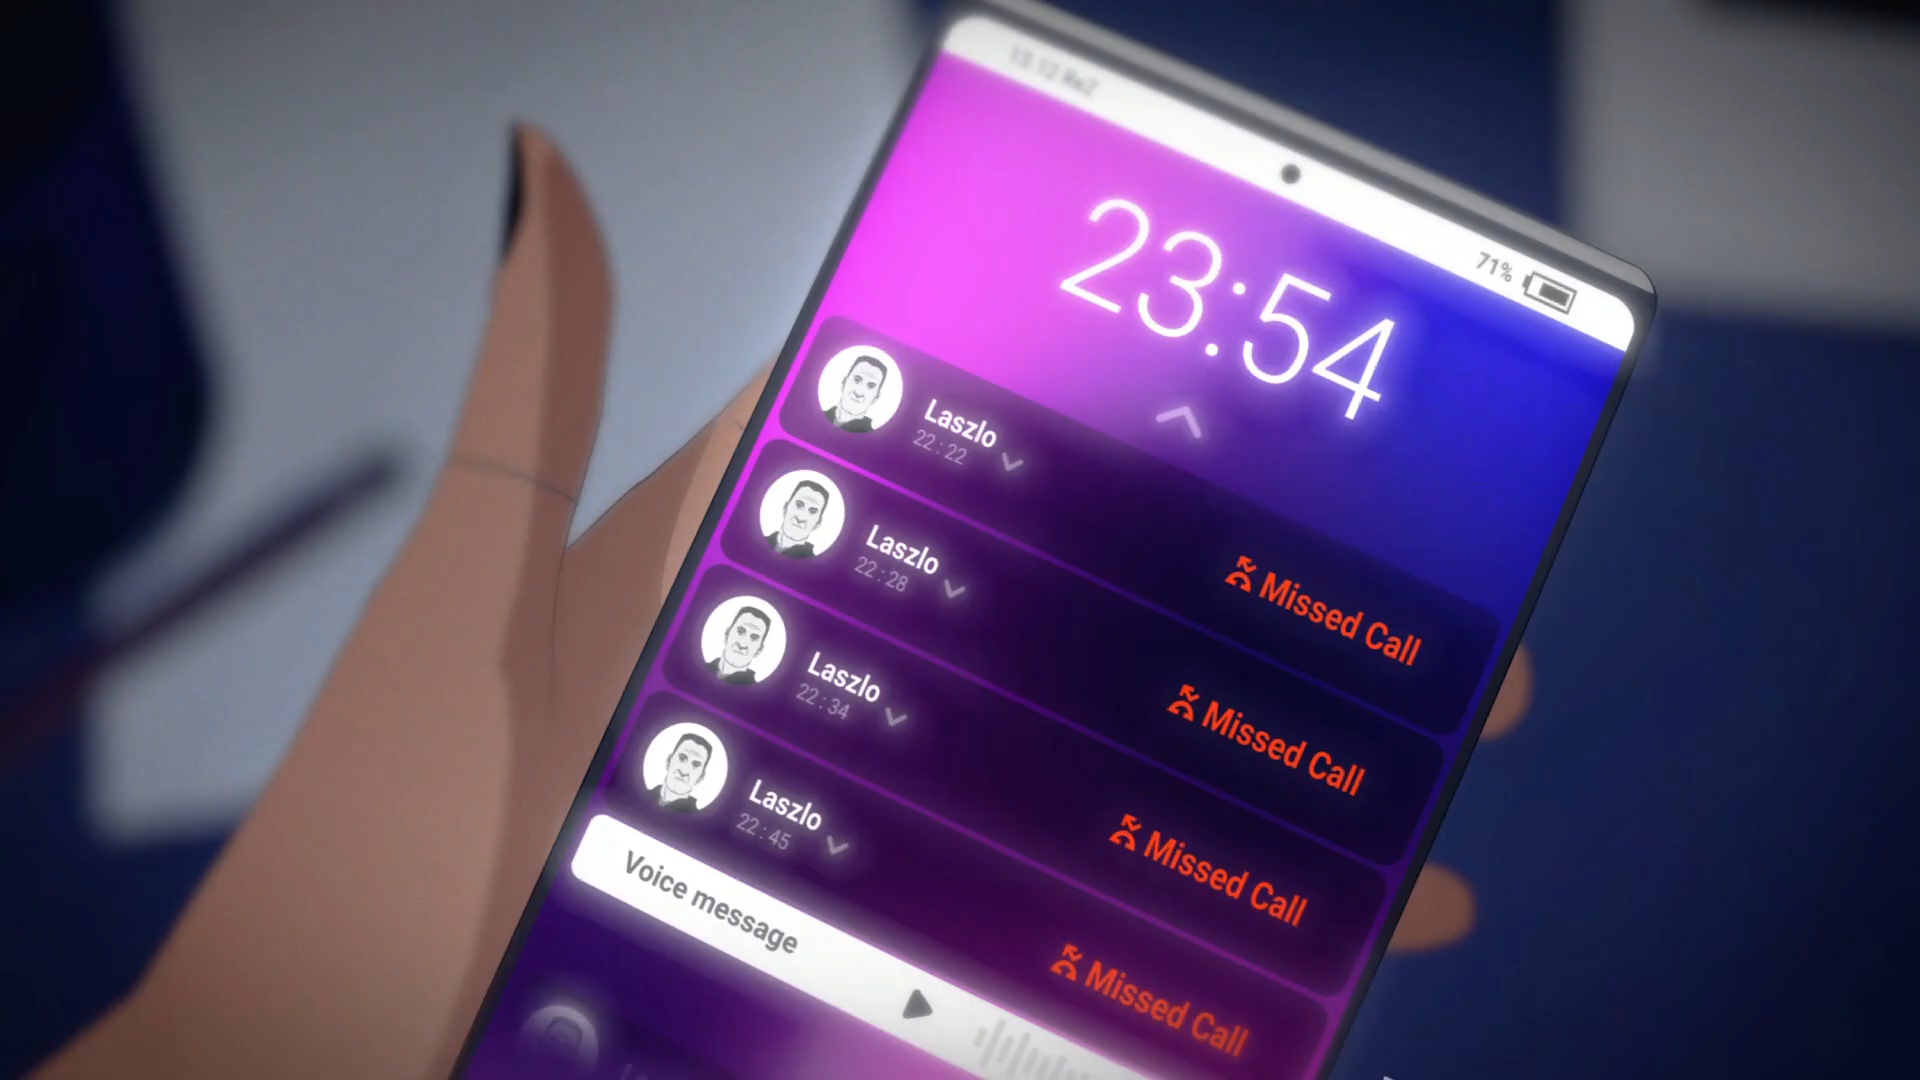 71%
23:54
Laszlo
22:22
Missed Call
Laszlo
22:28
Missed Call
Laszlo
22:34
Missed Call
Laszlo
22:45
Missed Call
Voice message